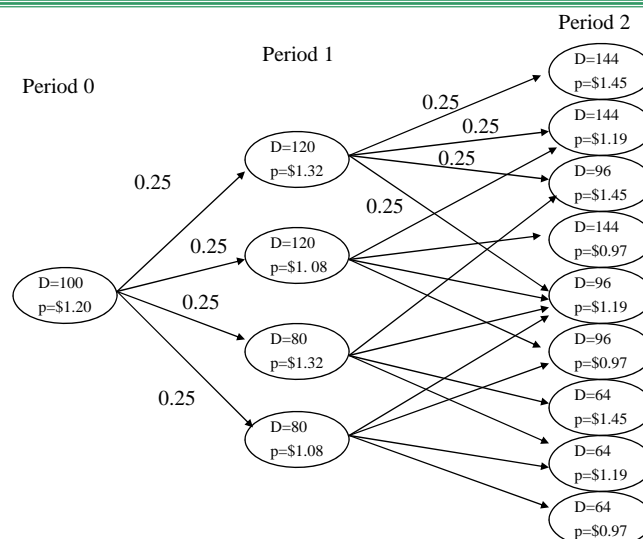 Period 0
Period 1
Period 2
D=100
p=$1.20
0.25
0.25
0.25
0.25
D=120
p=$1.32
D=120
p=$1. 08
D=80
p=$1.32
D=80
p=$1.08
0.25
0.25
0.25
0.25
D=144
p=$1.45
D=144
p=$1.19
D=96
p=$1.45
D=144
p=$0.97
D=96
p=$1.19
D=96
p=$0.97
D=64
p=$1.45
D=64
p=$1.19
D=64
p=$0.97